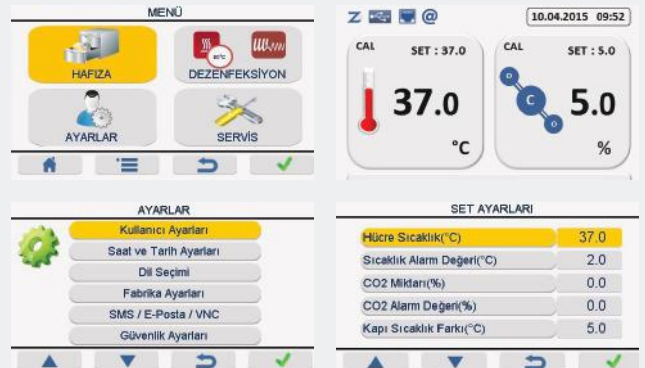 MENÜ
HAFIZA
DEZENFEKSİYON
AYARLAR
SERVİS
Z @ 10.04.2015 09:52
CAL SET : 37.0
37.0
°C
CAL SET : 5.0
O C O
5.0
%
AYARLAR
Kullanıcı Ayarları
Saat ve Tarih Ayarları
Dil Seçimi
Fabrika Ayarları
SMS / E-Posta / VNC
Güvenlik Ayarları
SET AYARLARI
Hücre Sıcaklık(°C) 37.0
Sıcaklık Alarm Değeri(°C) 2.0
CO2 Miktarı(%) 0.0
CO2 Alarm Değeri(%) 0.0
Kapı Sıcaklık Farkı(°C) 5.0